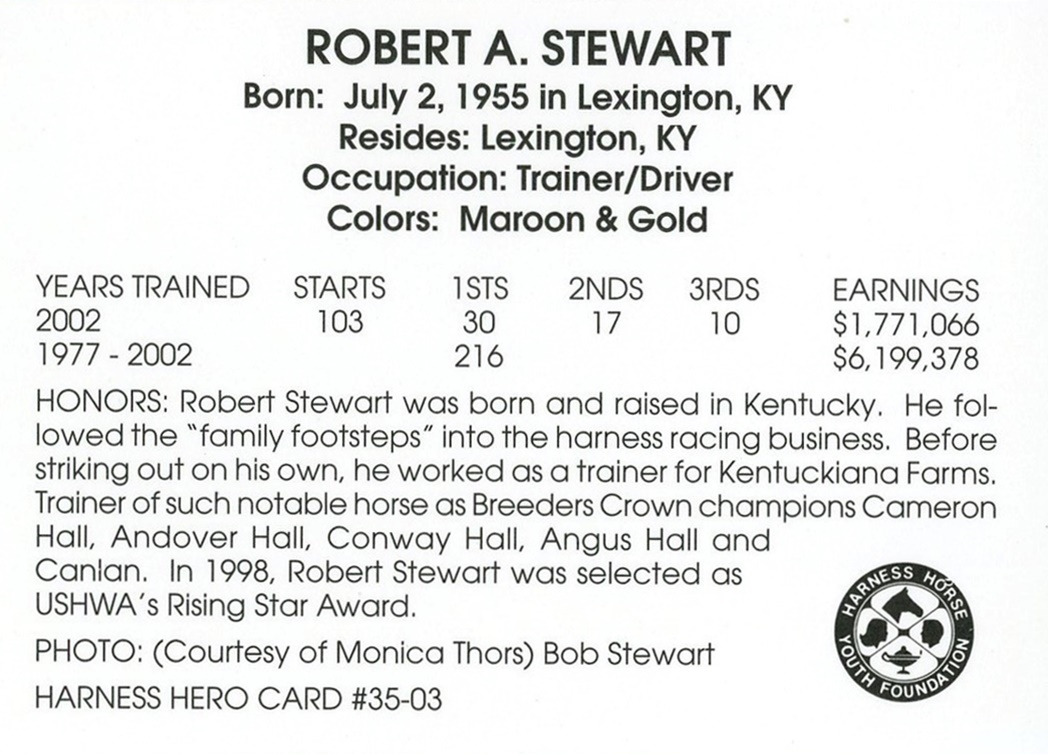 ROBERT A. STEWART
Born: July 2, 1955 in Lexington, KY
Resides: Lexington, KY
Occupation: Trainer/Driver
Colors: Maroon & Gold
YEARS TRAINED STARTS 1STS 2NDS 3RDS EARNINGS
2002 103 30 17 10 $1,771,066
1977 - 2002 216 $6,199,378
HONORS: Robert Stewart was born and raised in Kentucky. He fol-
lowed the "family footsteps" into the harness racing business. Before
striking out on his own, he worked as a trainer for Kentuckiana Farms.
Trainer of such notable horse as Breeders Crown champions Cameron
Hall, Andover Hall, Conway Hall, Angus Hall and
Canlan. In 1998, Robert Stewart was selected as
USHWA's Rising Star Award.
PHOTO: (Courtesy of Monica Thors) Bob Stewart
HARNESS HERO CARD #35-03
HARNESS HORSE
YOUTH FOUNDATION